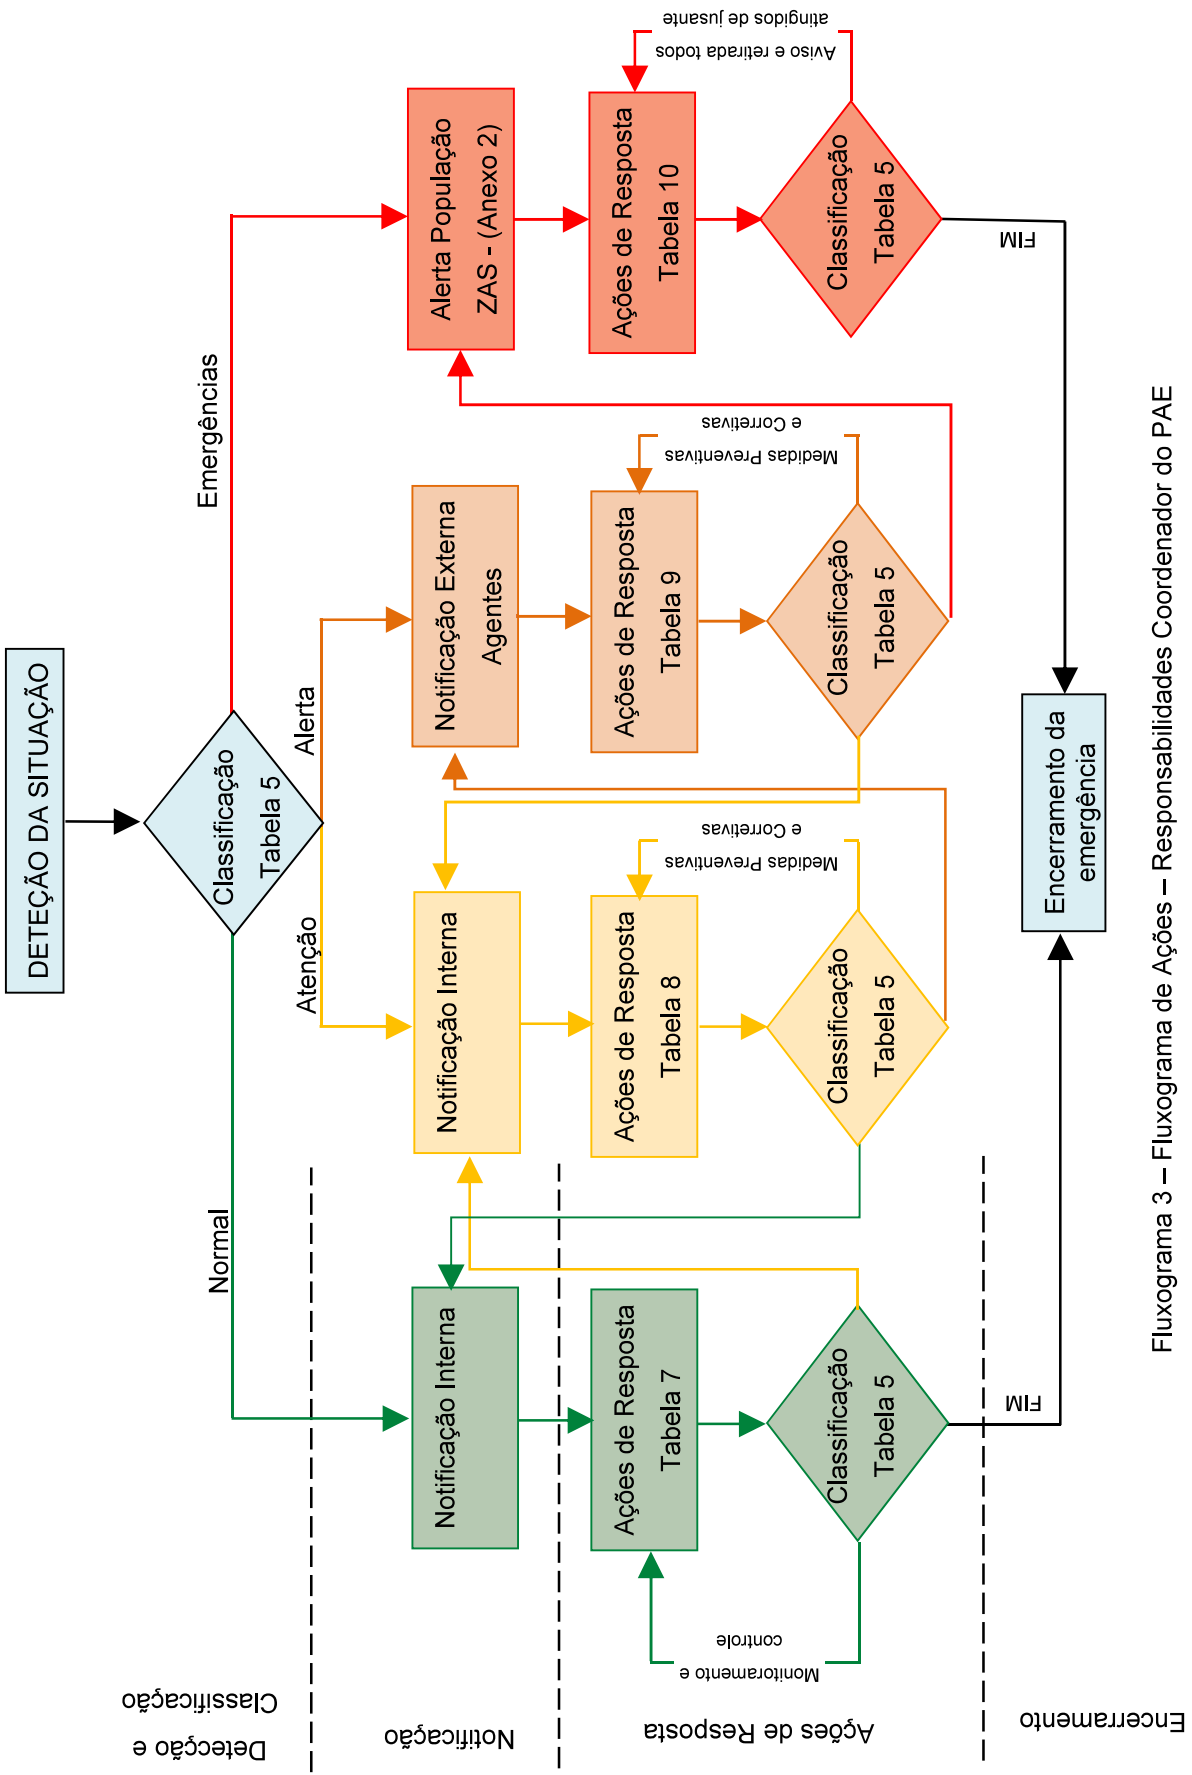 DETEÇÃO DA SITUAÇÃO
Classificação
Tabela 5
Normal
Atenção
Alerta
Emergências
Detecção e
Classificação
Notificação
Notificação Interna
Notificação Interna
Notificação Externa
Agentes
Alerta População
ZAS - (Anexo 2)
Ações de Resposta
Monitoramento e
controle
Ações de Resposta
Tabela 7
Ações de Resposta
Tabela 8
Medidas Preventivas
e Corretivas
Ações de Resposta
Tabela 9
Medidas Preventivas
e Corretivas
Ações de Resposta
Tabela 10
Aviso e retirada todos
atingidos de jusante
Classificação
Tabela 5
Classificação
Tabela 5
Classificação
Tabela 5
Classificação
Tabela 5
Encerramento
FIM
FIM
Encerramento da
emergência
Fluxograma 3 – Fluxograma de Ações – Responsabilidades Coordenador do PAE